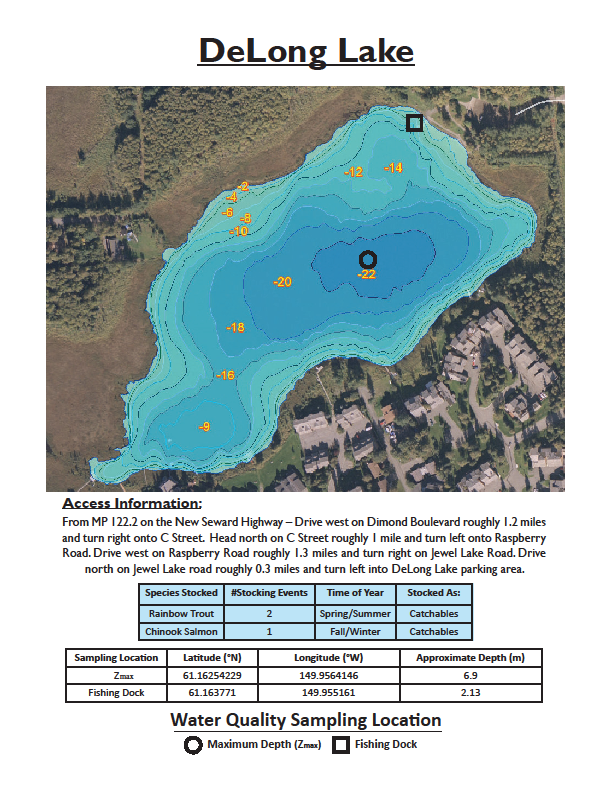 DeLong Lake
-12
-14
-2
-4
-6
-8
-10
-22
-20
-18
-16
-9
Access Information:
From MP 122.2 on the New Seward Highway – Drive west on Dimond Boulevard roughly 1.2 miles
and turn right onto C Street. Head north on C Street roughly 1 mile and turn left onto Raspberry
Road. Drive west on Raspberry Road roughly 1.3 miles and turn right on Jewel Lake Road. Drive
north on Jewel Lake road roughly 0.3 miles and turn left into DeLong Lake parking area.
Species Stocked #Stocking Events Time of Year Stocked As:
Rainbow Trout 2 Spring/Summer Catchables
Chinook Salmon 1 Fall/Winter Catchables
Sampling Location Latitude (°N) Longitude (°W) Approximate Depth (m)
Zmax 61.16254229 149.9564146 6.9
Fishing Dock 61.163771 149.955161 2.13
Water Quality Sampling Location
Maximum Depth (Zmax) Fishing Dock